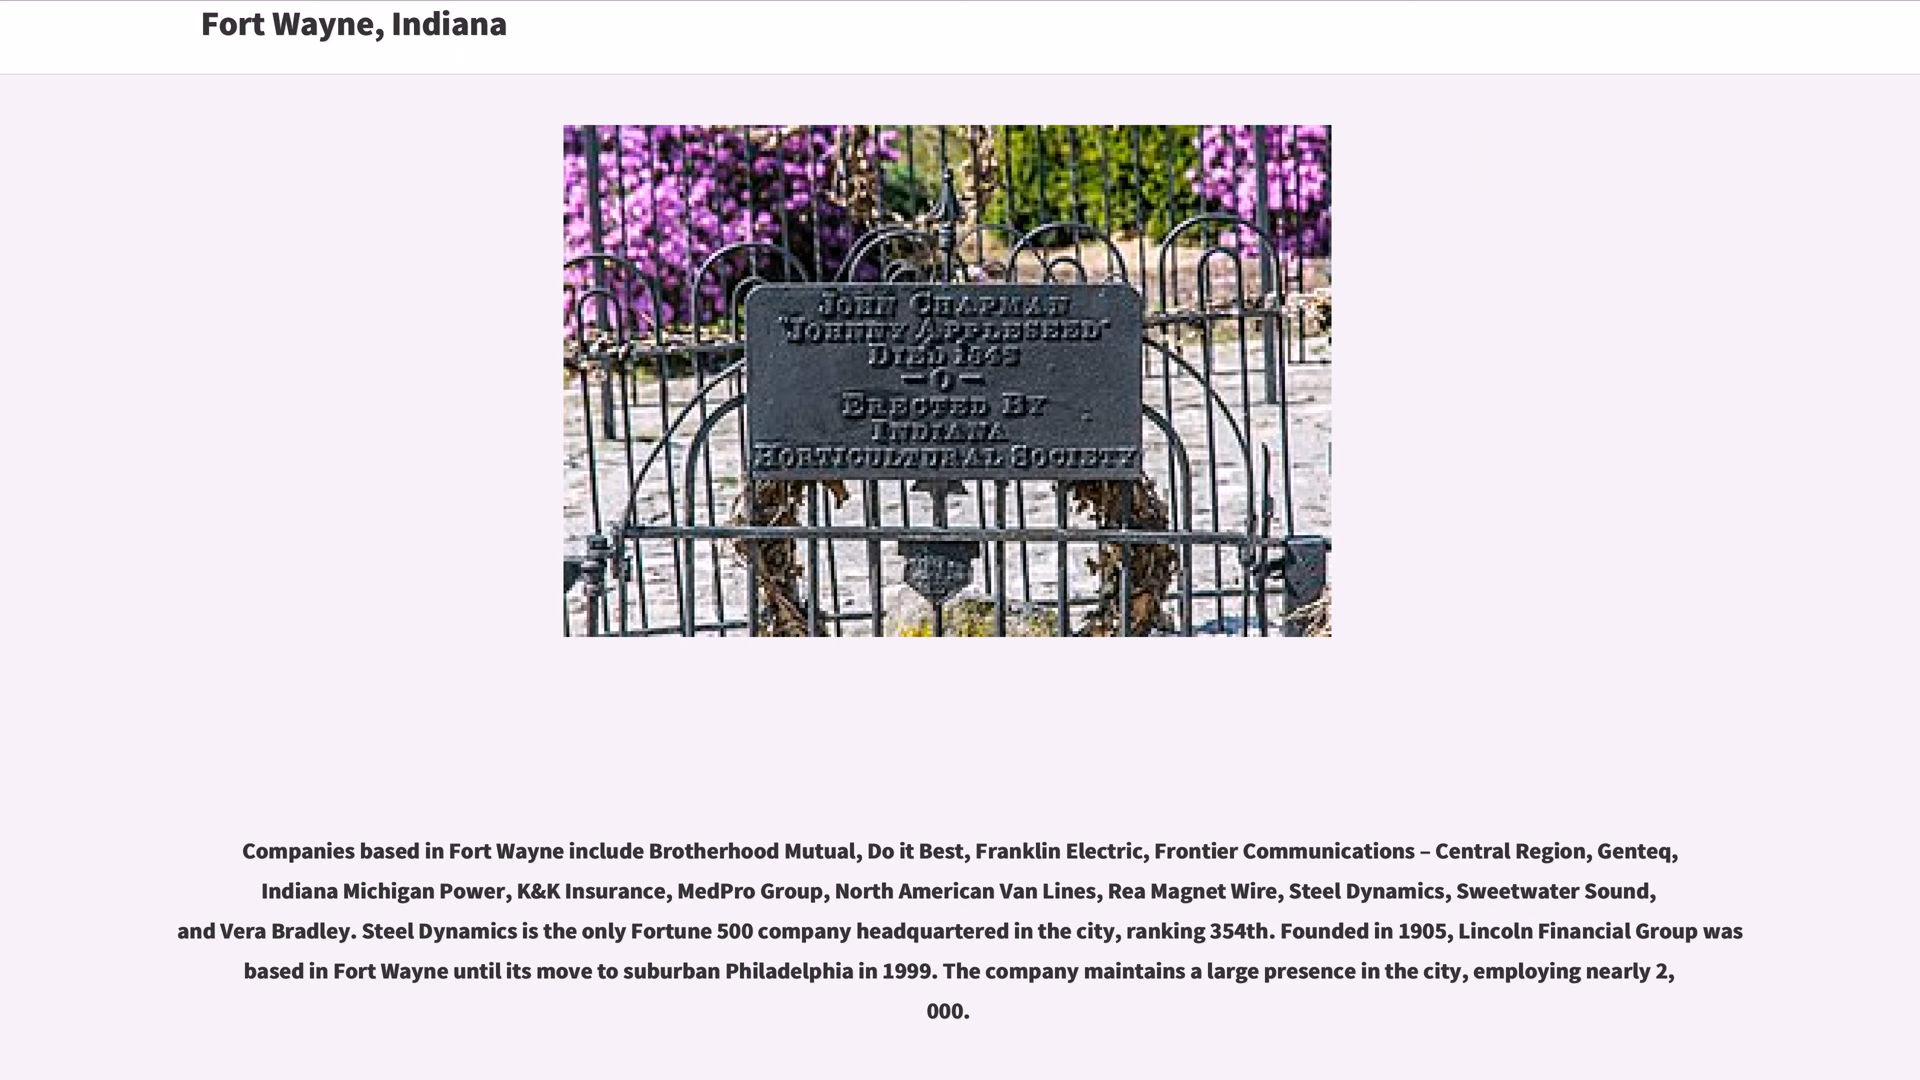 Fort Wayne, Indiana
JOHN CHAPMAN
"JOHNNY APPLESEED"
DIED 1845
—O—
ERECTED BY
INDIANA
HORTICULTURAL SOCIETY
Companies based in Fort Wayne include Brotherhood Mutual, Do it Best, Franklin Electric, Frontier Communications – Central Region, Genteq,
Indiana Michigan Power, K&K Insurance, MedPro Group, North American Van Lines, Rea Magnet Wire, Steel Dynamics, Sweetwater Sound,
and Vera Bradley. Steel Dynamics is the only Fortune 500 company headquartered in the city, ranking 354th. Founded in 1905, Lincoln Financial Group was
based in Fort Wayne until its move to suburban Philadelphia in 1999. The company maintains a large presence in the city, employing nearly 2,
000.